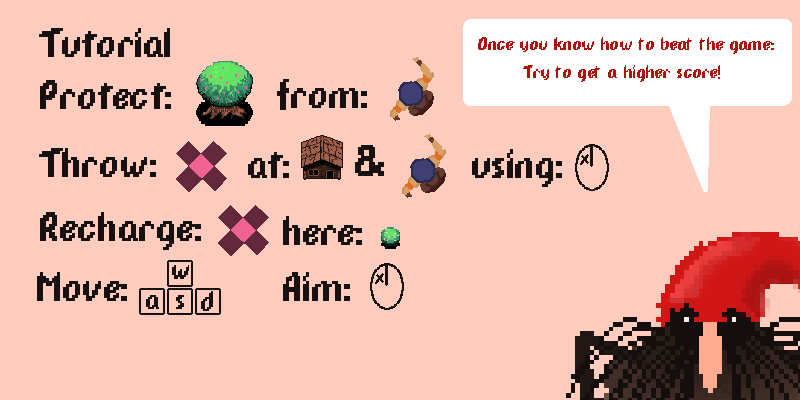 Tutorial
Once you know how to beat the game:
Try to get a higher score!
Protect: from:
Throw: at: & using:
x
Recharge: here:
Move: Aim:
w
a s d
x